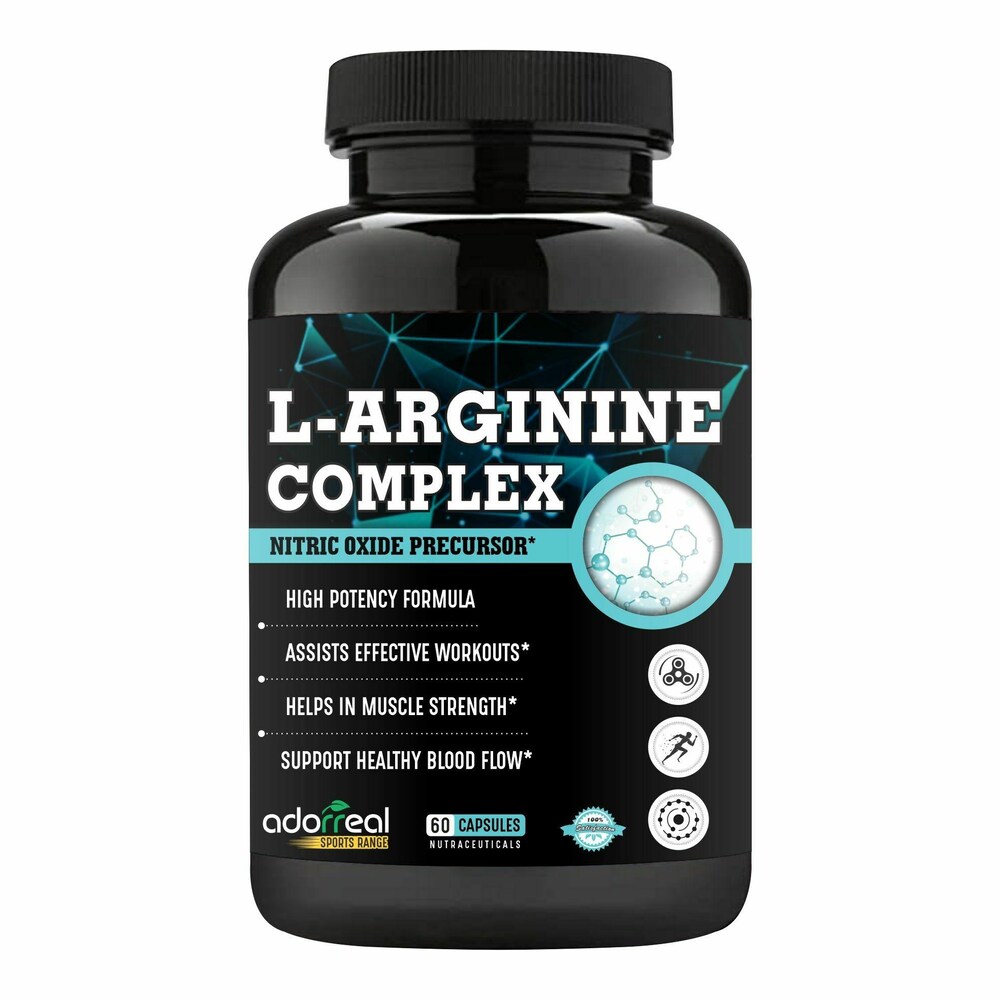 L-ARGININE
COMPLEX
NITRIC OXIDE PRECURSOR*
HIGH POTENCY FORMULA
ASSISTS EFFECTIVE WORKOUTS*
HELPS IN MUSCLE STRENGTH*
SUPPORT HEALTHY BLOOD FLOW*
adorreal
SPORTS RANGE
60 CAPSULES
NUTRACEUTICALS
100%
Satisfaction